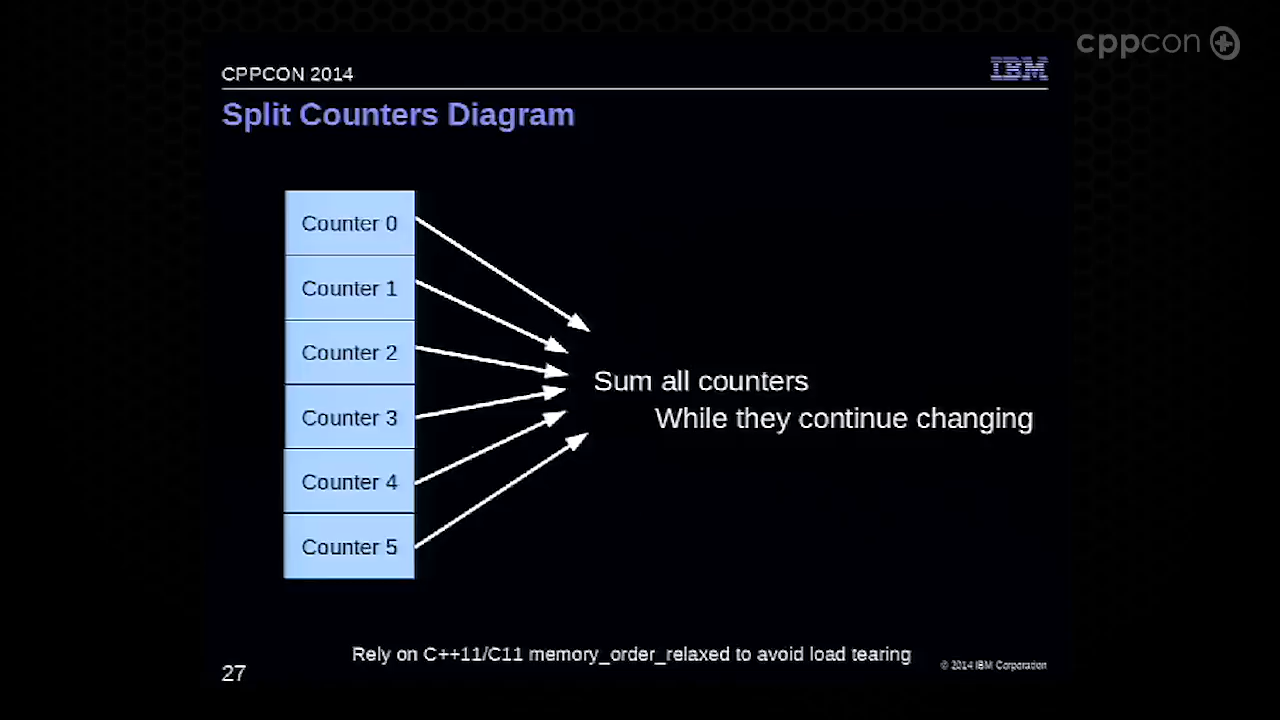 cppcon
CPPCON 2014
IBM
Split Counters Diagram
Counter 0
Counter 1
Counter 2
Counter 3
Counter 4
Counter 5
Sum all counters
While they continue changing
Rely on C++11/C11 memory_order_relaxed to avoid load tearing
27
© 2014 IBM Corporation